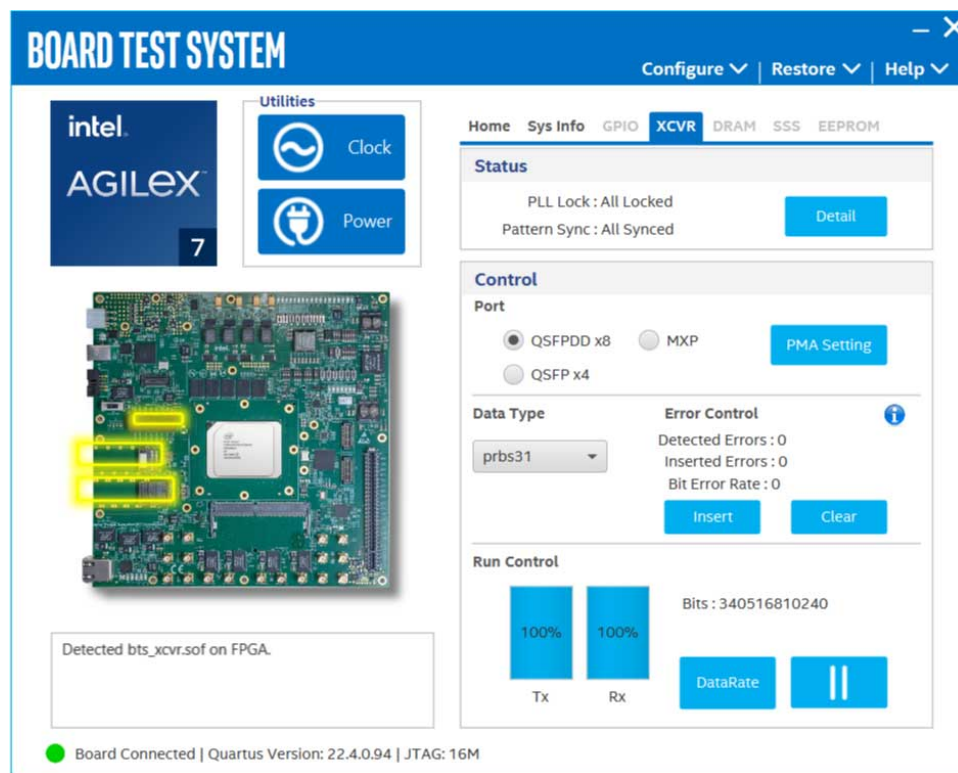 BOARD TEST SYSTEM
Configure | Restore | Help
intel.
AGILEX
7
Utilities
Clock
Power
Home Sys Info GPIO XCVR DRAM SSS EEPROM
Status
PLL Lock : All Locked
Pattern Sync : All Synced
Detail
Control
Port
QSFPDD x8 MXP
QSFP x4
PMA Setting
Data Type
prbs31
Error Control
Detected Errors : 0
Inserted Errors : 0
Bit Error Rate : 0
Insert Clear
Run Control
100% 100%
Tx Rx
Bits : 340516810240
DataRate
Detected bts_xcvr.sof on FPGA.
Board Connected | Quartus Version: 22.4.0.94 | JTAG: 16M